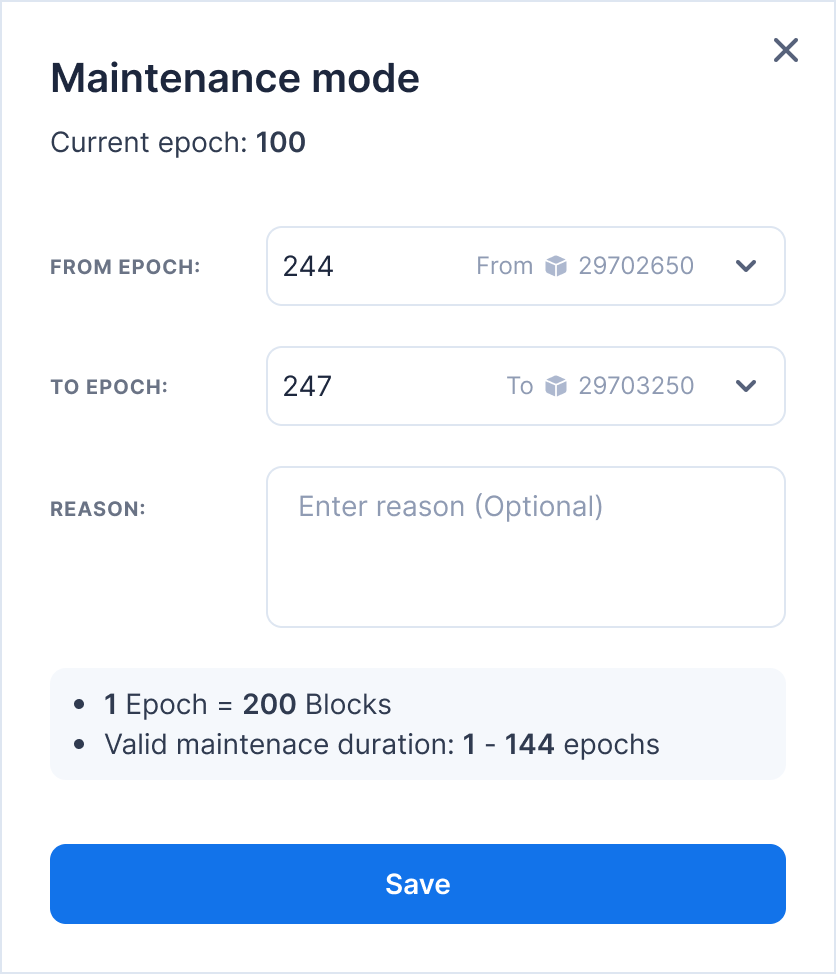 Maintenance mode
Current epoch: 100
FROM EPOCH: 244 From 29702650
TO EPOCH: 247 To 29703250
REASON: Enter reason (Optional)
• 1 Epoch = 200 Blocks
• Valid maintenace duration: 1 - 144 epochs
Save